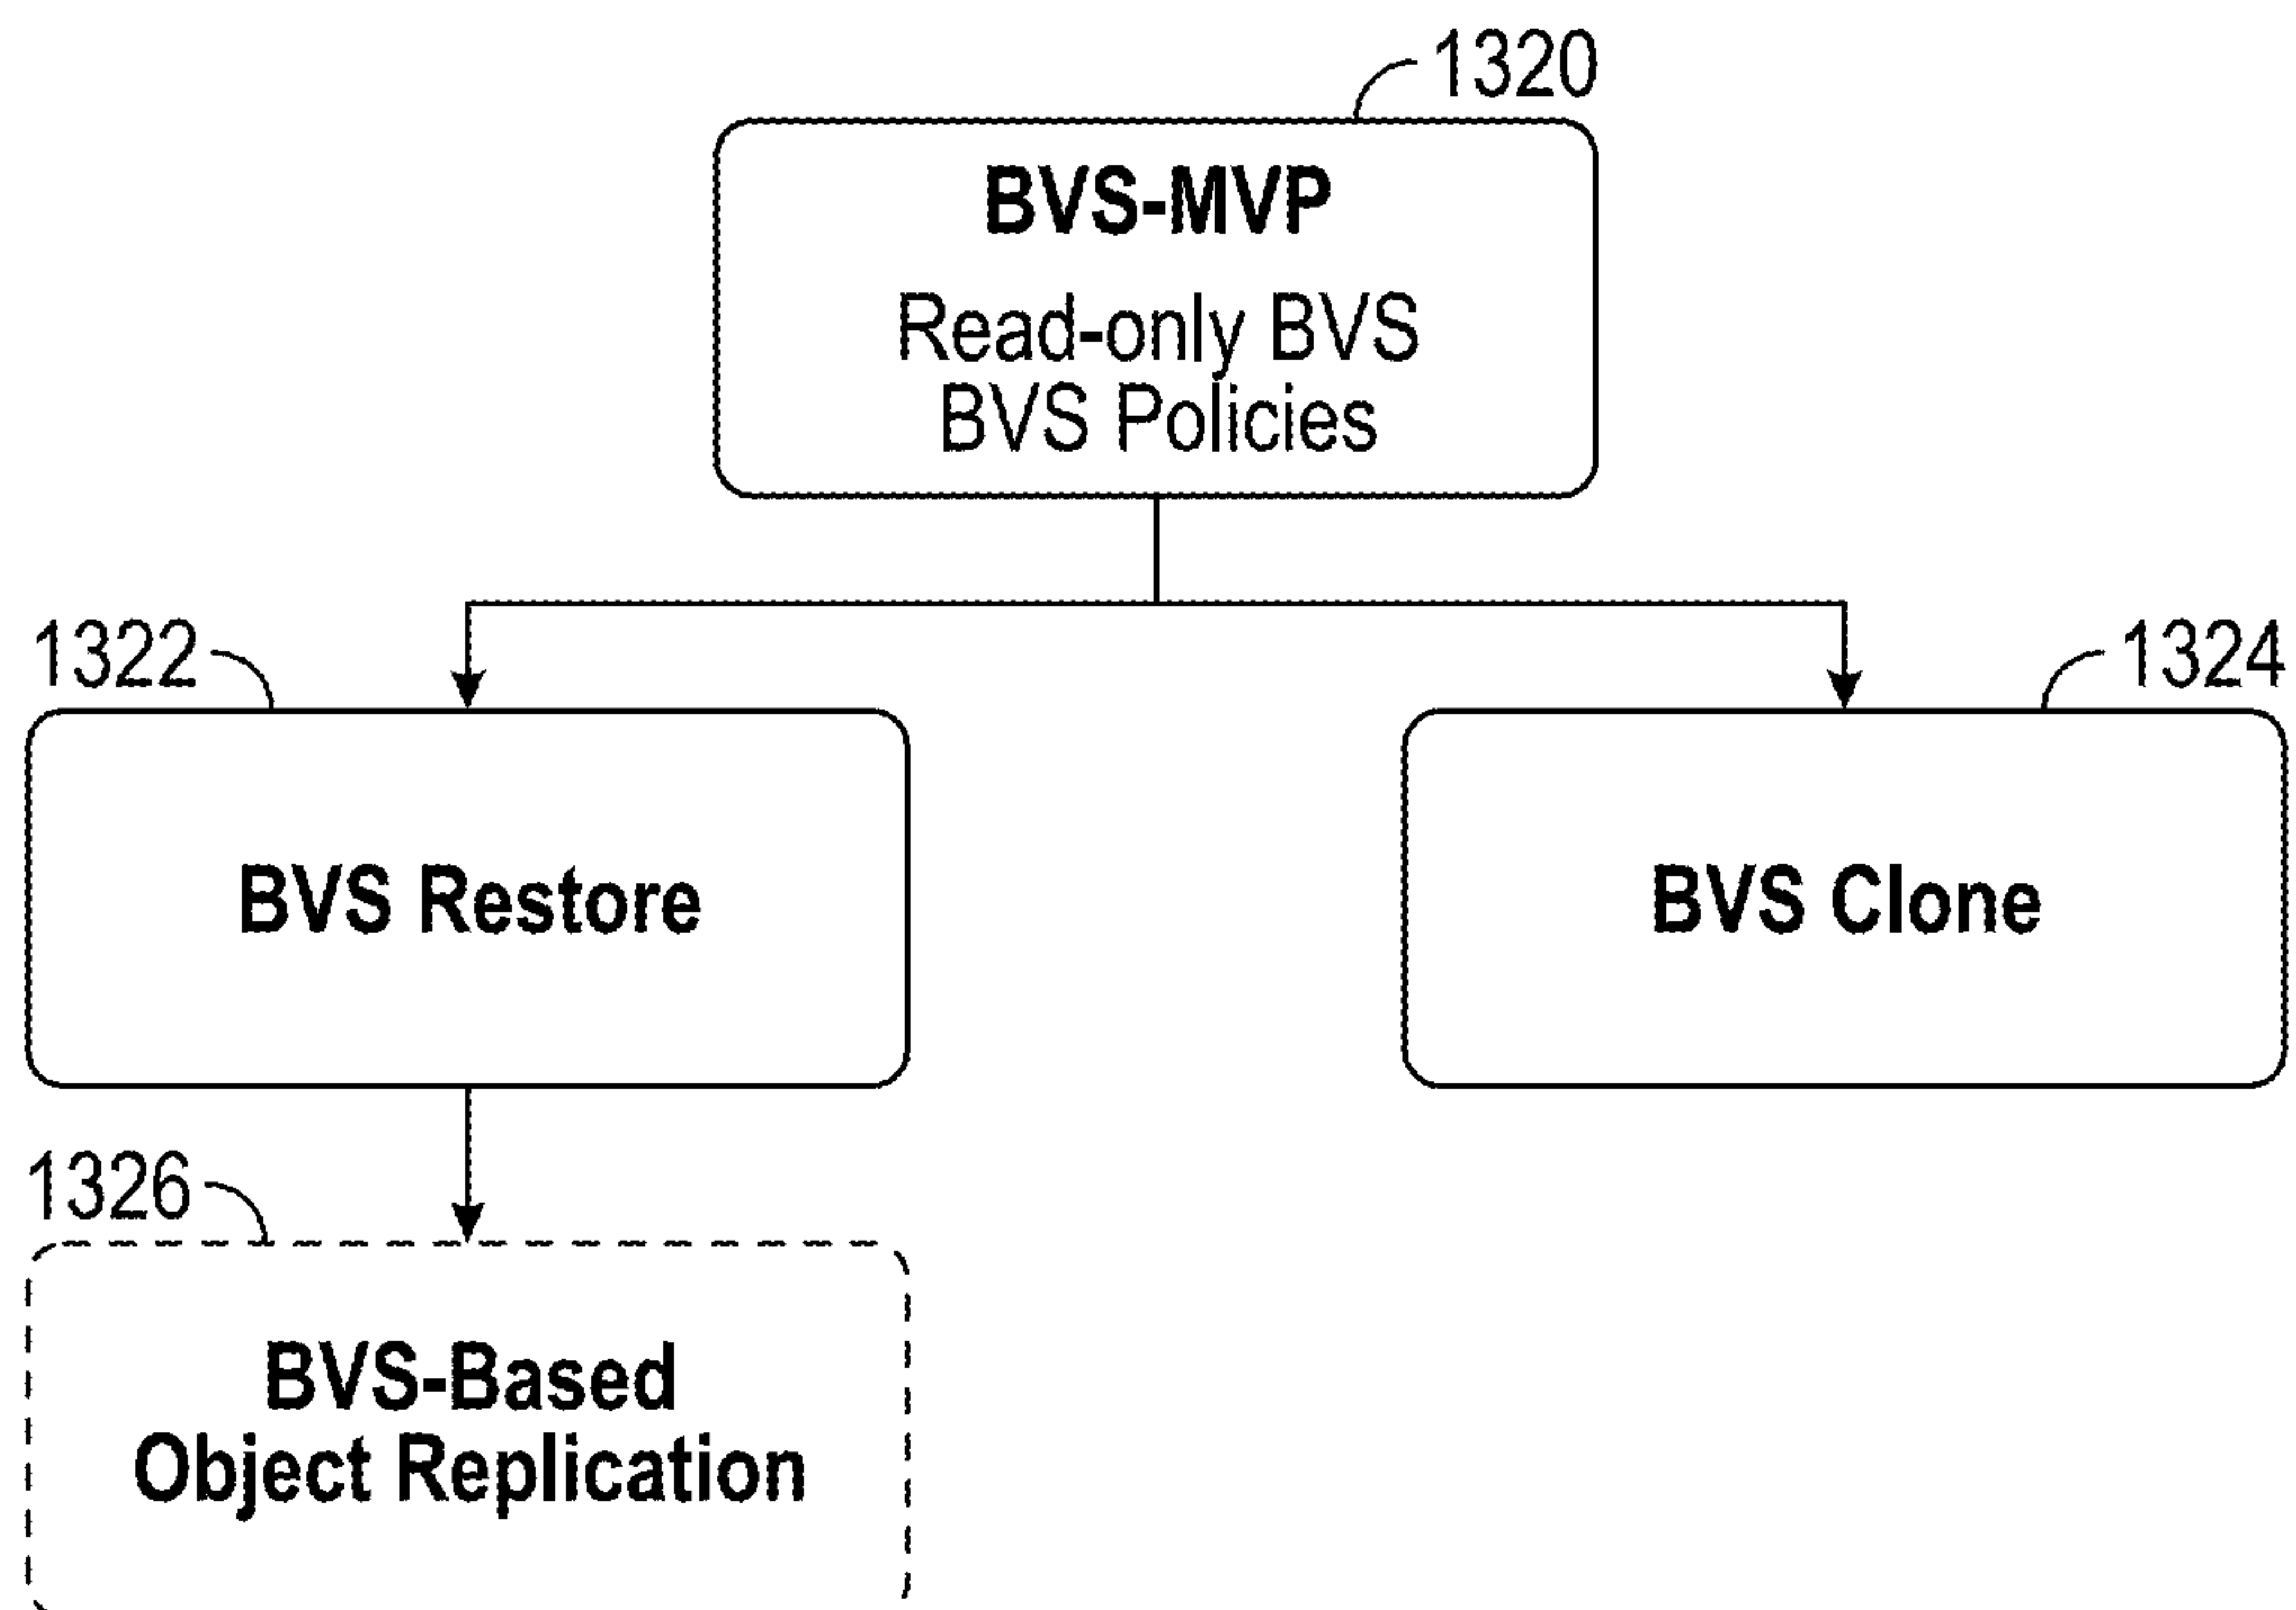 1320
BVS-MVP
Read-only BVS
BVS Policies
1322
1324
BVS Restore
BVS Clone
1326
BVS-Based
Object Replication